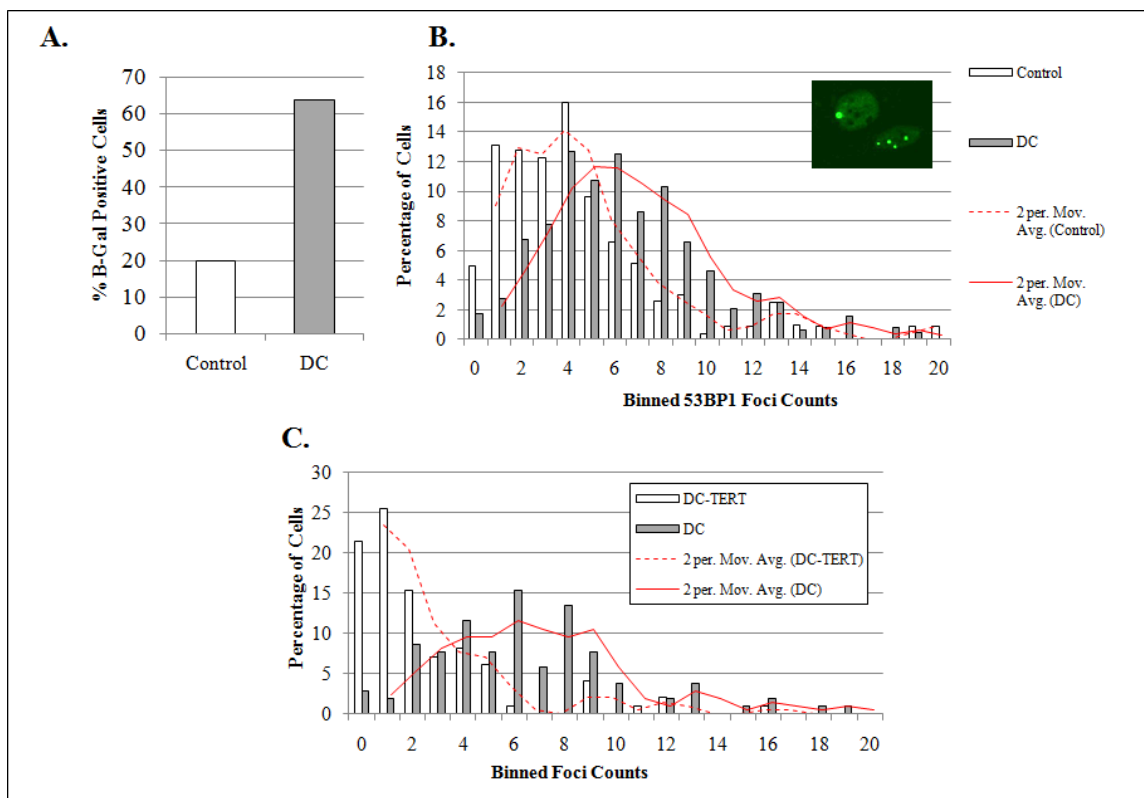 A.
70
60
50
40
30
20
10
0
% B-Gal Positive Cells
Control
DC
B.
18
16
14
12
10
8
6
4
2
0
Percentage of Cells
0 2 4 6 8 10 12 14 16 18 20
Binned 53BP1 Foci Counts
Control
DC
2 per. Mov.
Avg. (Control)
2 per. Mov.
Avg. (DC)
C.
30
25
20
15
10
5
0
Percentage of Cells
DC-TERT
DC
2 per. Mov. Avg. (DC-TERT)
2 per. Mov. Avg. (DC)
0 2 4 6 8 10 12 14 16 18 20
Binned Foci Counts